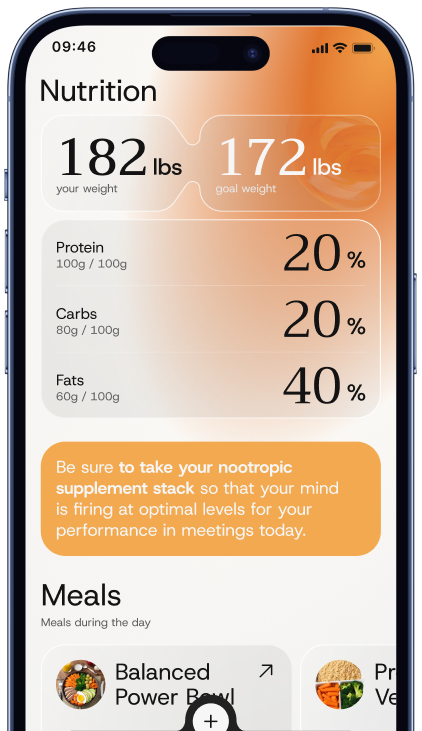 09:46
Nutrition
182 lbs
your weight
172 lbs
goal weight
Protein
100g / 100g
20 %
Carbs
80g / 100g
20 %
Fats
60g / 100g
40 %
Be sure to take your nootropic
supplement stack so that your mind
is firing at optimal levels for your
performance in meetings today.
Meals
Meals during the day
Balanced
Power Bowl
Pr
Ve
+